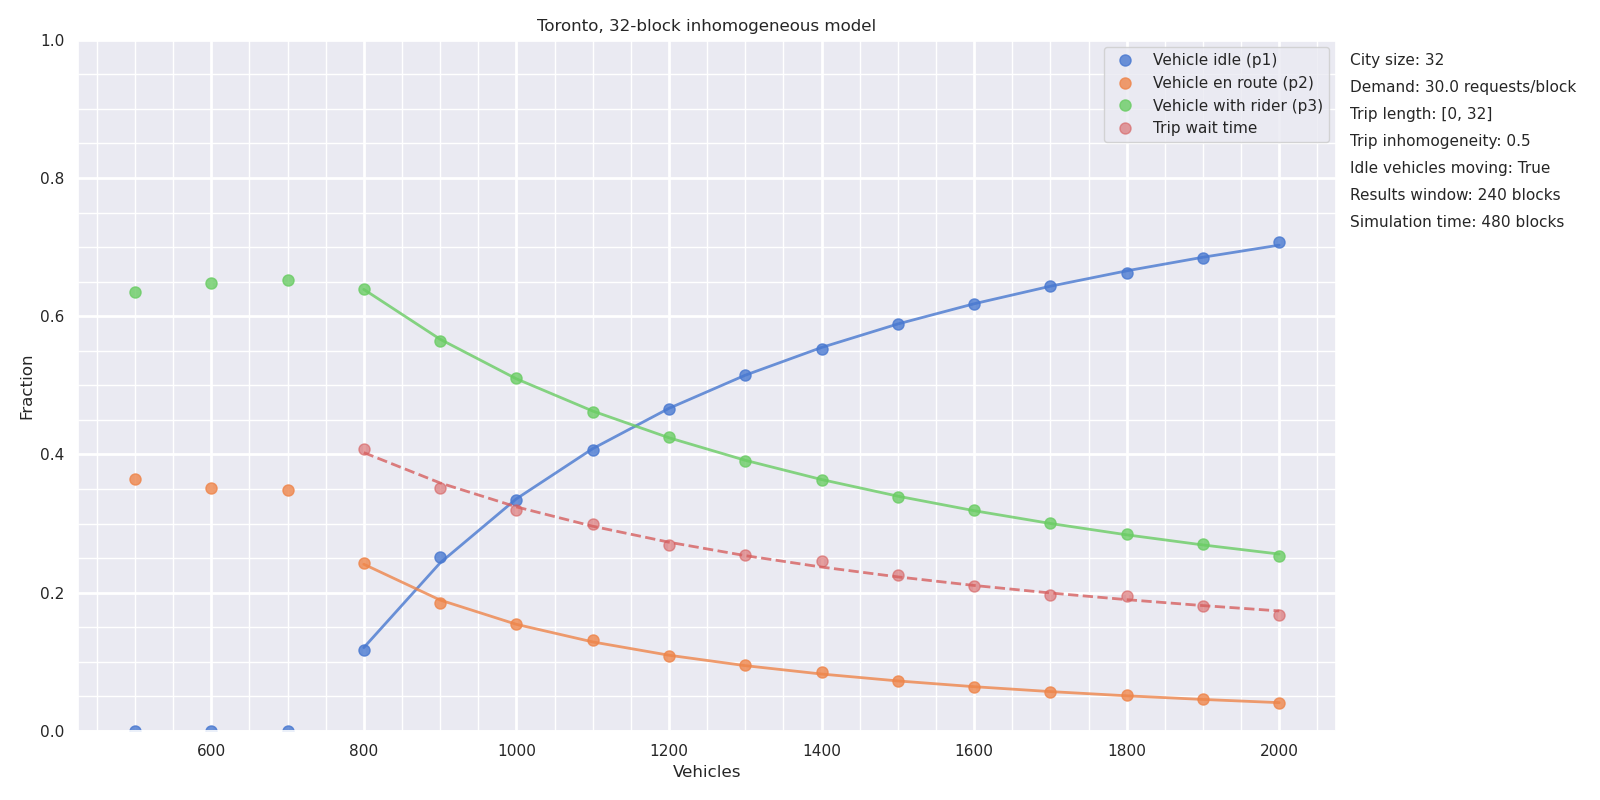 Toronto, 32-block inhomogeneous model
1.0
0.8
0.6
0.4
0.2
0.0
Fraction
600
800
1000
1200
1400
1600
1800
2000
Vehicles
Vehicle idle (p1)
Vehicle en route (p2)
Vehicle with rider (p3)
Trip wait time
City size: 32
Demand: 30.0 requests/block
Trip length: [0, 32]
Trip inhomogeneity: 0.5
Idle vehicles moving: True
Results window: 240 blocks
Simulation time: 480 blocks